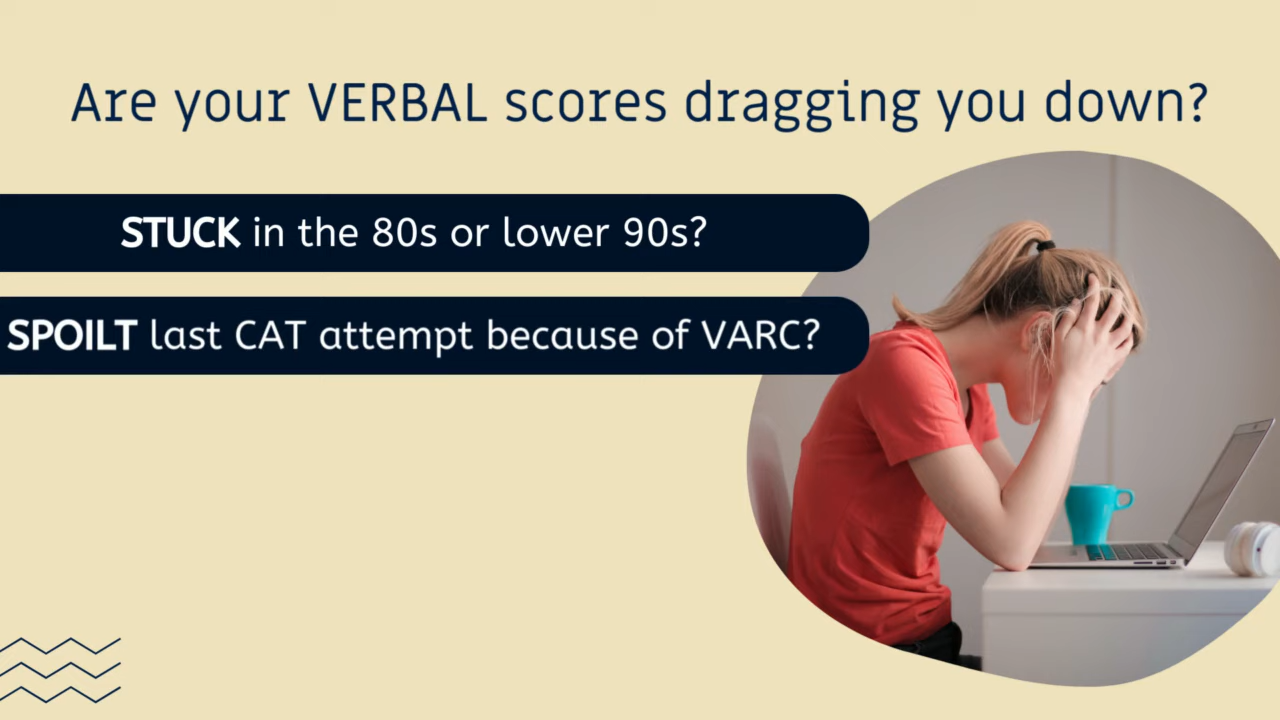 Are your VERBAL scores dragging you down?
STUCK in the 80s or lower 90s?
SPOILT last CAT attempt because of VARC?